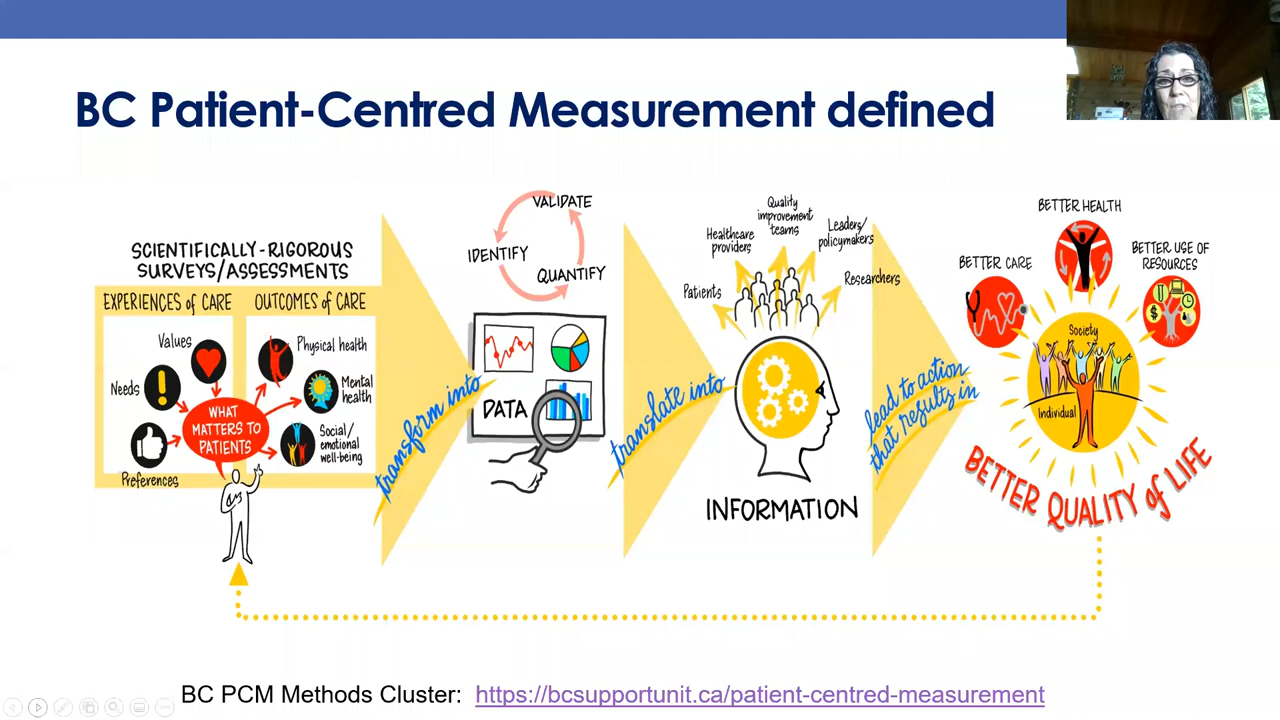 BC Patient-Centred Measurement defined
SCIENTIFICALLY-RIGOROUS
SURVEYS/ASSESSMENTS
EXPERIENCES of CARE
OUTCOMES of CARE
Values
Needs
Preferences
WHAT
MATTERS TO
PATIENTS
Physical health
Mental
health
Social/
emotional
well-being
transform into
VALIDATE
IDENTIFY
QUANTIFY
DATA
translate into
Patients
Healthcare
providers
Quality
improvement
teams
Leaders/
policymakers
Researchers
INFORMATION
lead to action
that results in
BETTER CARE
BETTER HEALTH
BETTER USE OF
RESOURCES
$
Society
Individual
BETTER QUALITY of LIFE
BC PCM Methods Cluster: https://bcsupportunit.ca/patient-centred-measurement